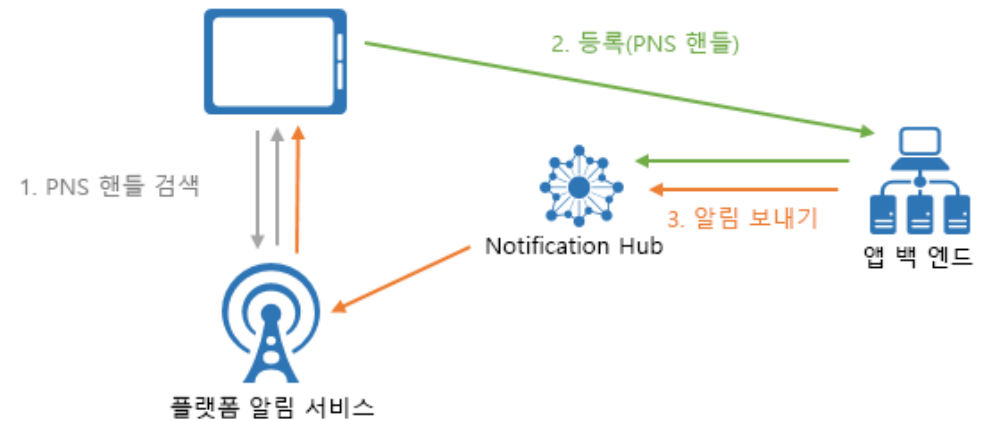 2. 등록(PNS 핸들)
1. PNS 핸들 검색
3. 알림 보내기
Notification Hub
앱 백 엔드
플랫폼 알림 서비스